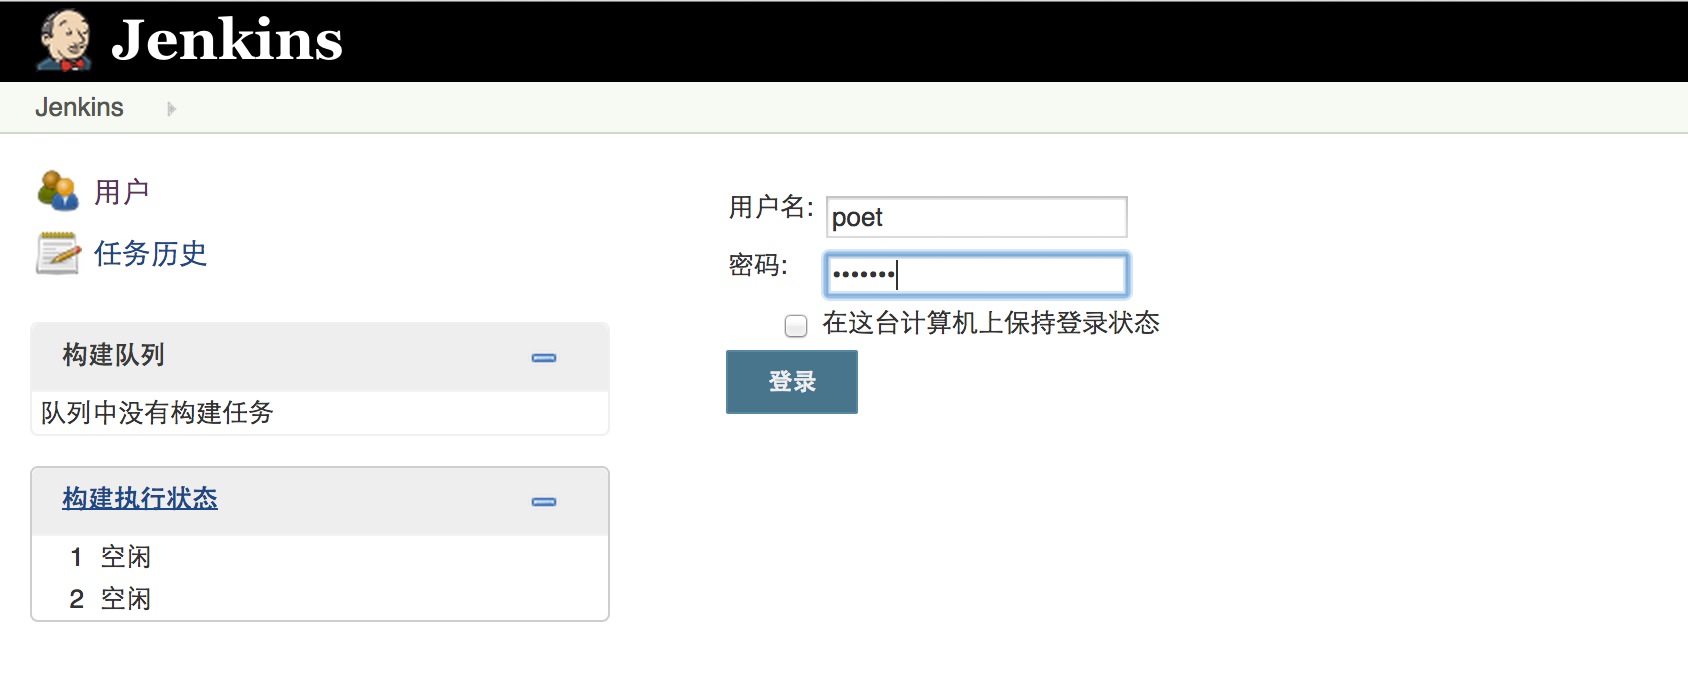 Jenkins
Jenkins
用户
任务历史
构建队列
队列中没有构建任务
构建执行状态
1 空闲
2 空闲
用户名: poet
密码: •••••••
在这台计算机上保持登录状态
登录